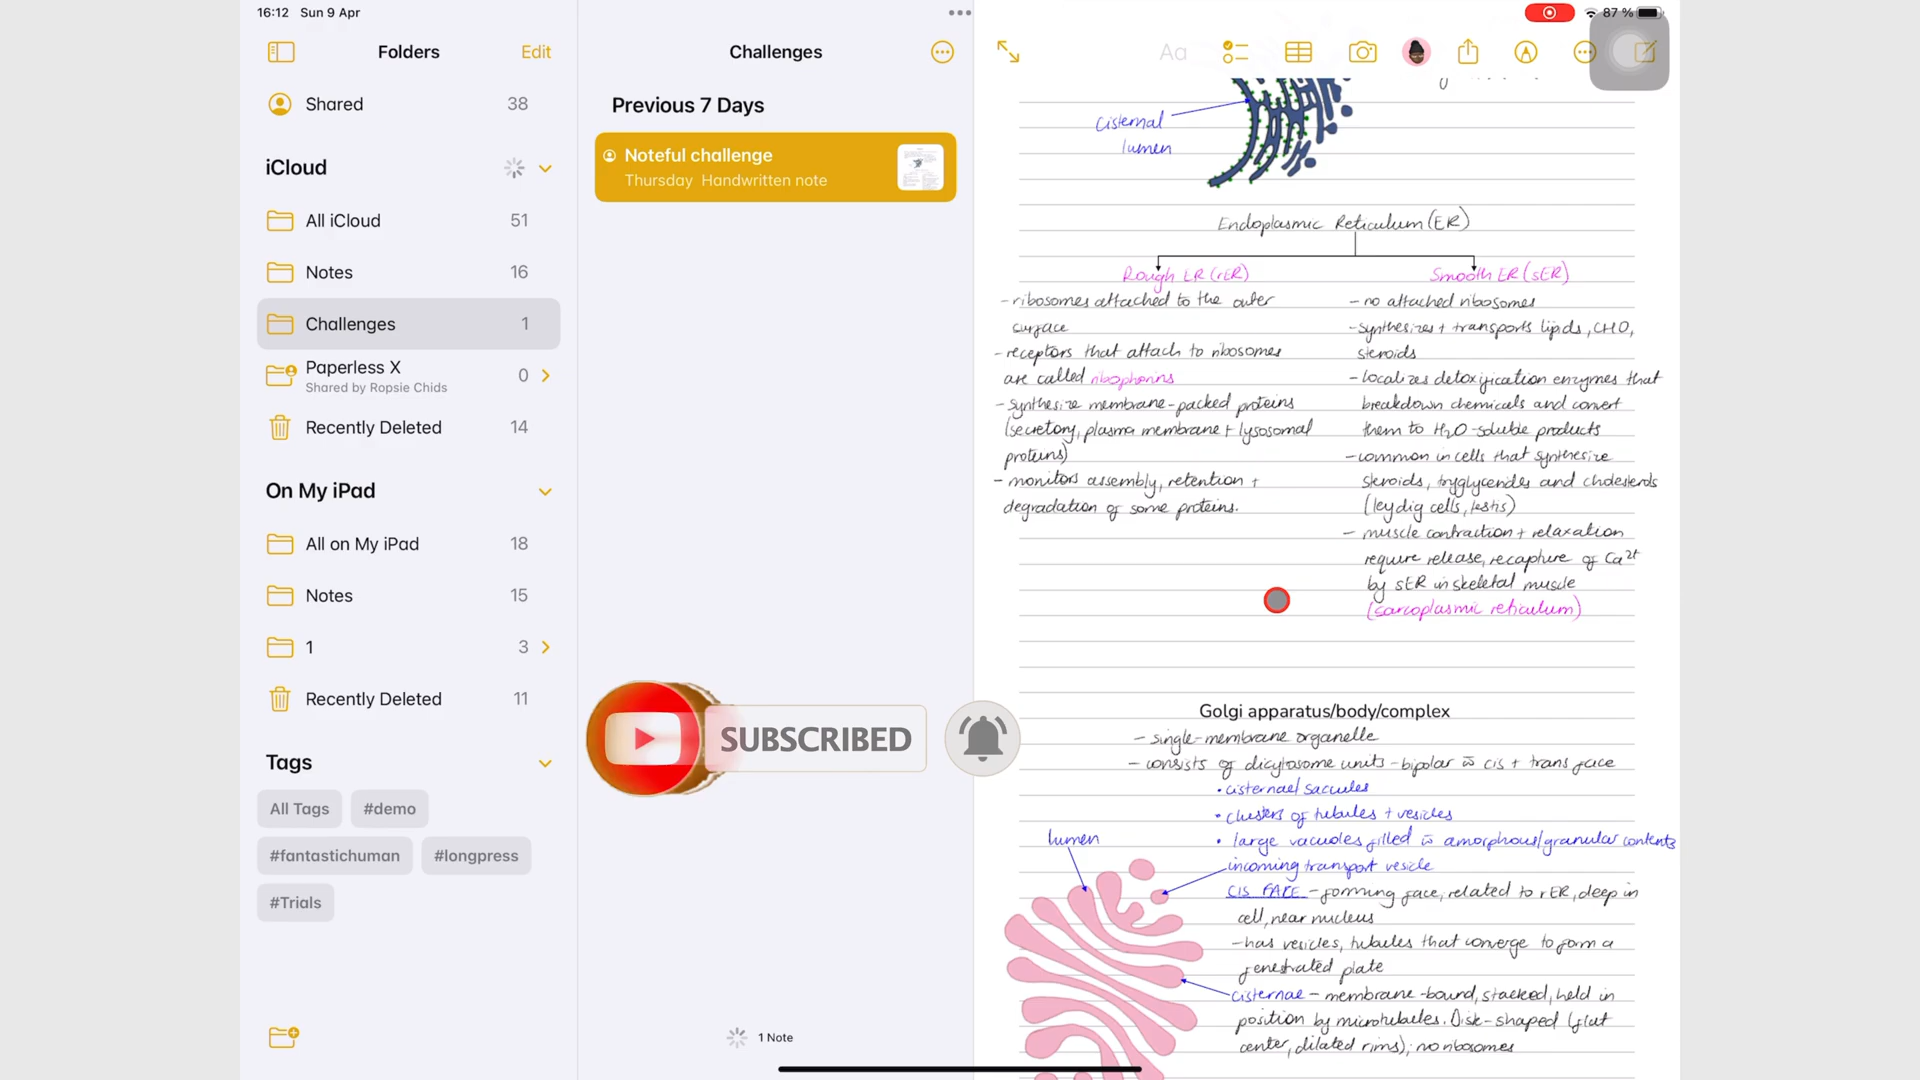 16:12 Sun 9 Apr
87 %
Folders
Edit
Shared 38
iCloud
All iCloud 51
Notes 16
Challenges 1
Paperless X 0
Shared by Ropsie Chids
Recently Deleted 14
On My iPad
All on My iPad 18
Notes 15
1 3
Recently Deleted 11
Tags
All Tags #demo
#fantastichuman #longpress
#Trials
Challenges
Previous 7 Days
Noteful challenge
Thursday Handwritten note
SUBSCRIBED
1 Note
Aa
Cisternal
lumen
Endoplasmic Reticulum (ER)
Rough ER (rER)
- ribosomes attached to the outer
surface
- receptors that attach to ribosomes
are called ribophorins
- synthesize membrane-packed proteins
(secretory, plasma membrane + lysosomal
proteins)
- monitors assembly, retention +
degradation of some proteins.
Smooth ER (sER)
- no attached ribosomes
- synthesizes + transports lipids, CHO,
steroids
- localizes detoxification enzymes that
breakdown chemicals and convert
them to H2O-soluble products
- common in cells that synthesize
steroids, tryglycerides and cholesterols
(leydig cells, testis)
- muscle contraction + relaxation
require release, recapture of Ca²⁺
by sER in skeletal muscle
(sarcoplasmic reticulum)
Golgi apparatus/body/complex
- single-membrane organelle
- consists of dictyosome units - bipolar w̄ cis + trans face
• cisternael saccules
• clusters of tubules + vesicles
• large vacuoles filled w̄ amorphous/granular contents
lumen
incoming transport vesicle
CIS FACE - forming face, related to rER, deep in
cell, near nucleus
- has vesicles, tubules that converge to form a
fenestrated plate
cisternae - membrane-bound, stacked, held in
position by microtubules. Disk-shaped (flat
center, dilated rims); no ribosomes